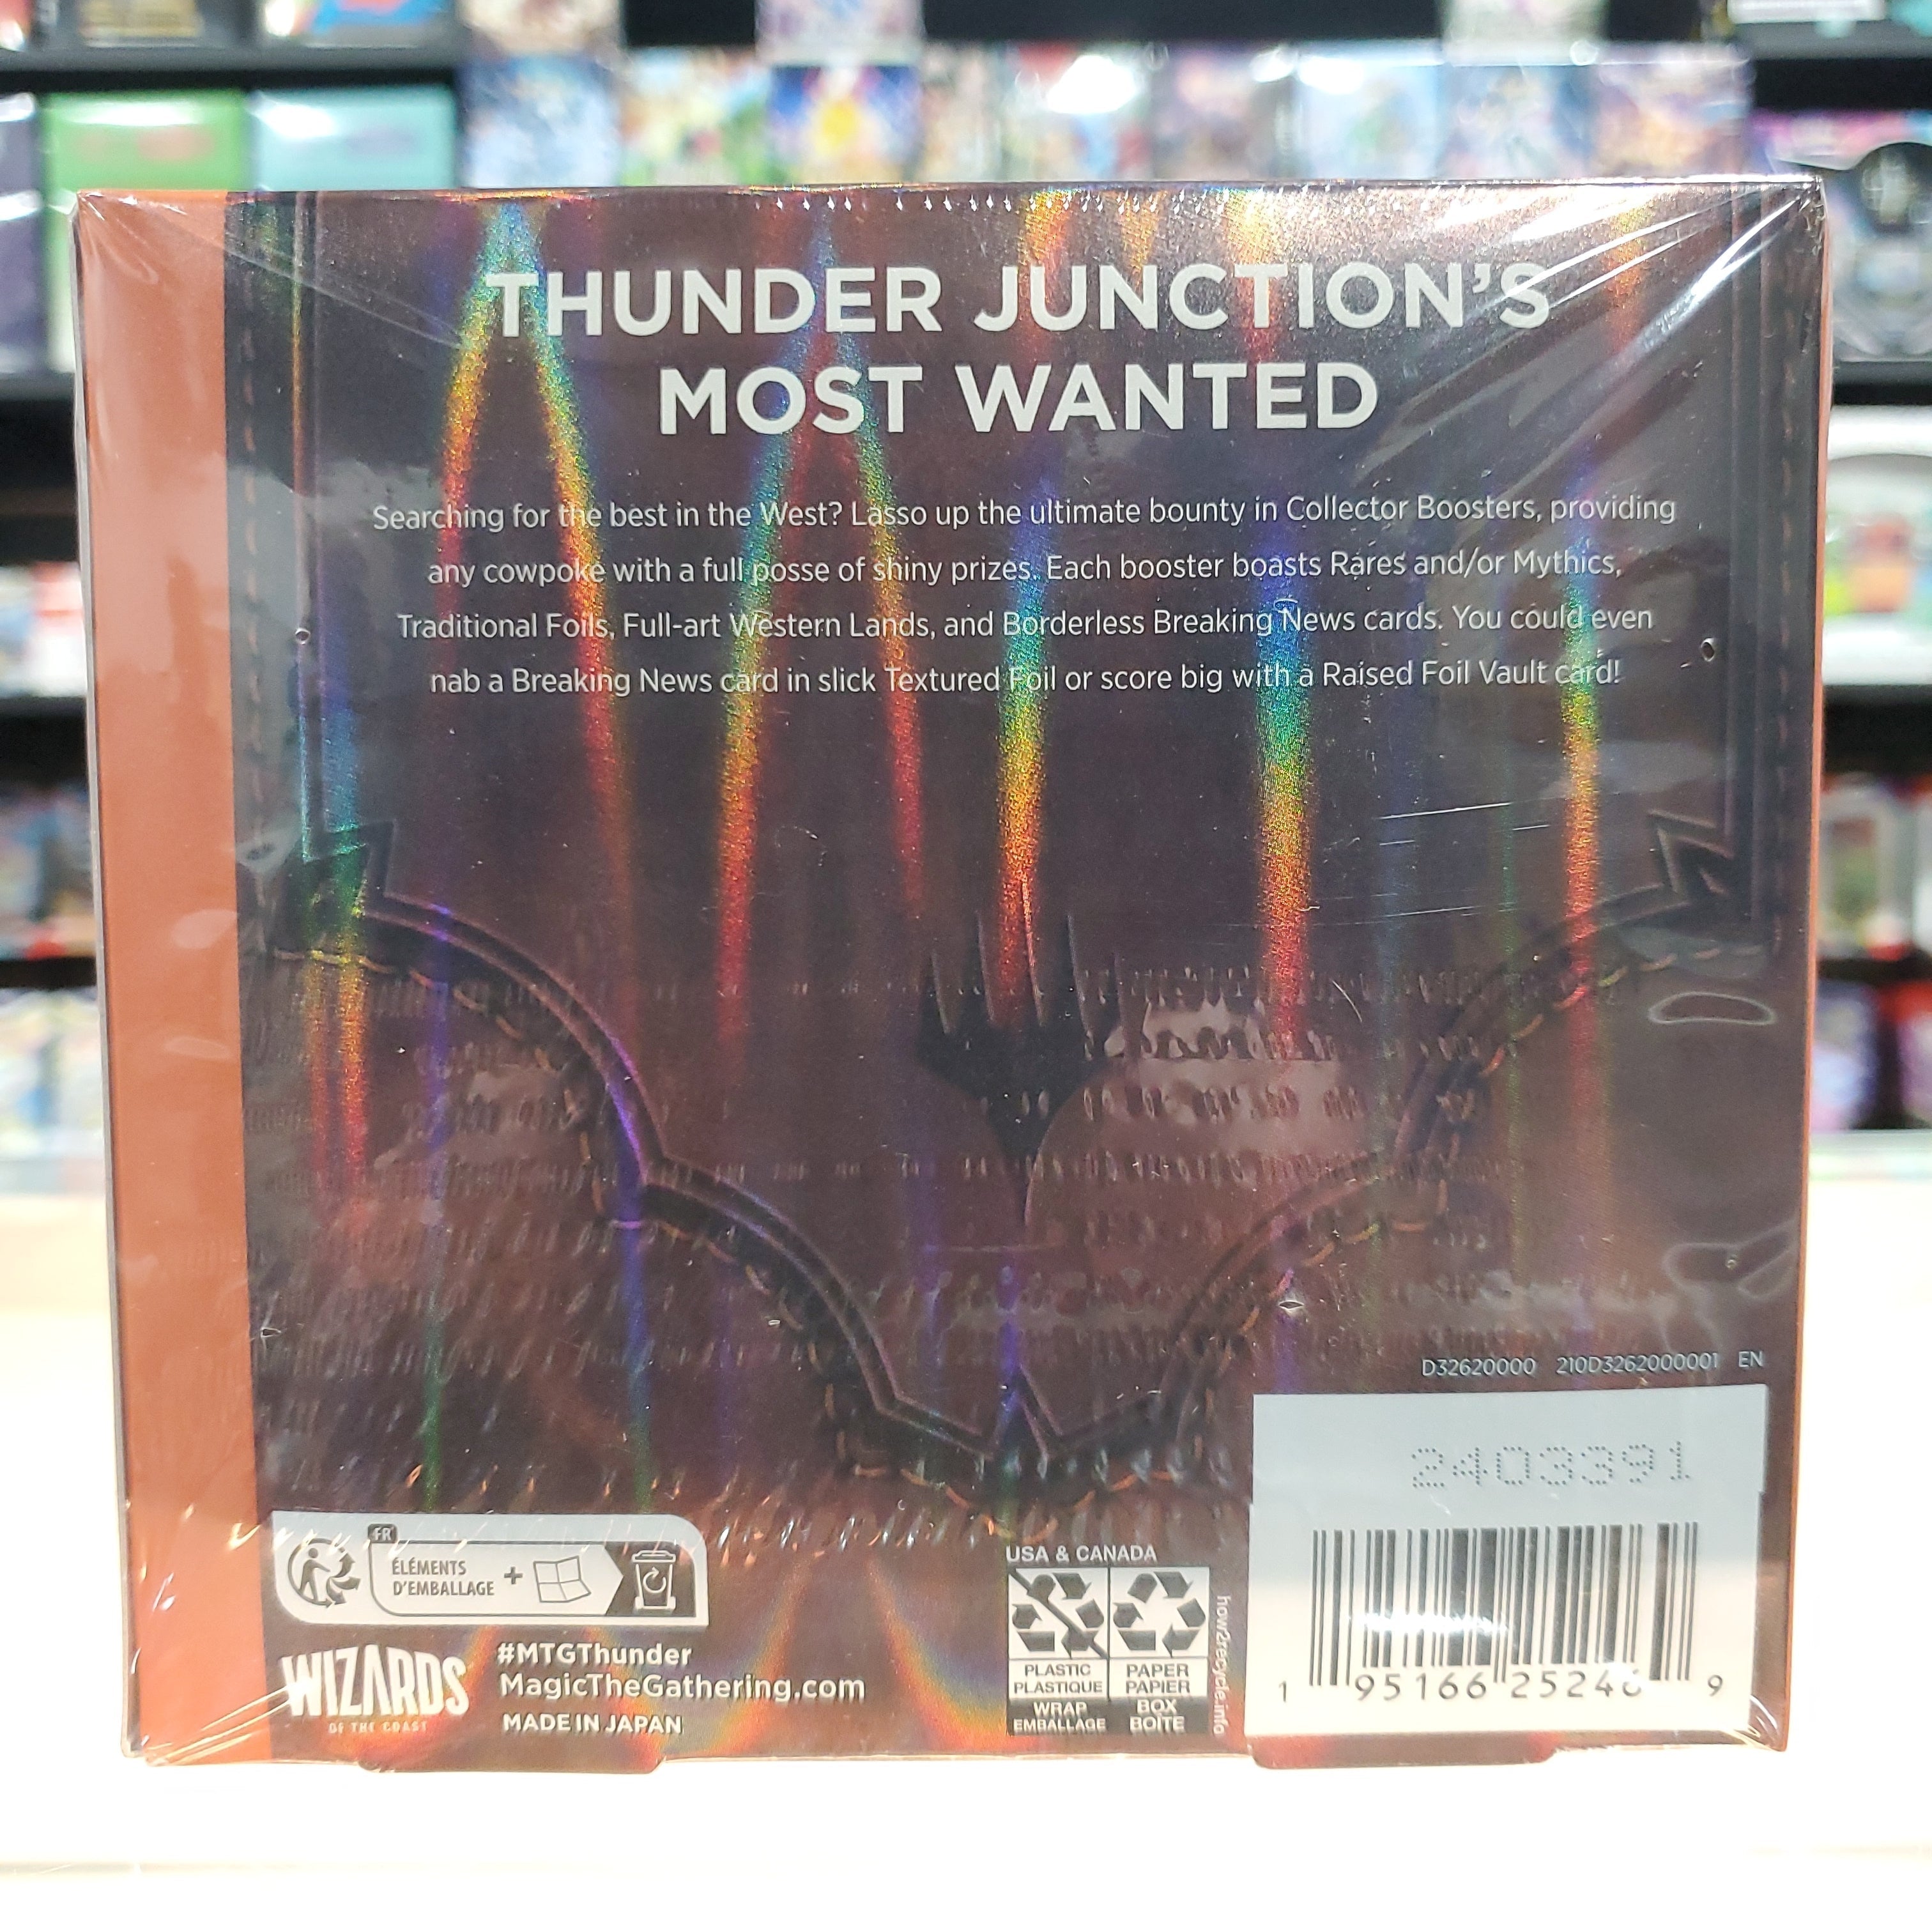 THUNDER JUNCTION'S
MOST WANTED
Searching for the best in the West? Lasso up the ultimate bounty in Collector Boosters, providing
any cowpoke with a full posse of shiny prizes. Each booster boasts Rares and/or Mythics,
Traditional Foils, Full-art Western Lands, and Borderless Breaking News cards. You could even
nab a Breaking News card in slick Textured Foil or score big with a Raised Foil Vault card!
D32620000 210D3262000001 EN
2403391
FR
ÉLÉMENTS
D'EMBALLAGE +
WIZARDS
OF THE COAST
#MTGThunder
MagicTheGathering.com
MADE IN JAPAN
USA & CANADA
PLASTIC
PLASTIQUE
WRAP
EMBALLAGE
PAPER
PAPIER
BOX
BOÎTE
how2recycle.info
1 95166 9